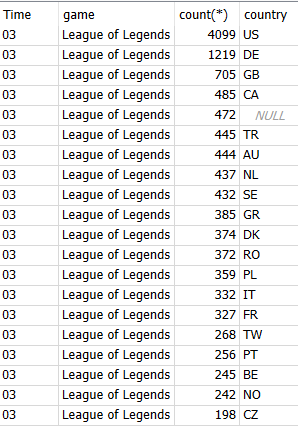 Time game count(*) country
03 League of Legends 4099 US
03 League of Legends 1219 DE
03 League of Legends 705 GB
03 League of Legends 485 CA
03 League of Legends 472 NULL
03 League of Legends 445 TR
03 League of Legends 444 AU
03 League of Legends 437 NL
03 League of Legends 432 SE
03 League of Legends 385 GR
03 League of Legends 374 DK
03 League of Legends 372 RO
03 League of Legends 359 PL
03 League of Legends 332 IT
03 League of Legends 327 FR
03 League of Legends 268 TW
03 League of Legends 256 PT
03 League of Legends 245 BE
03 League of Legends 242 NO
03 League of Legends 198 CZ